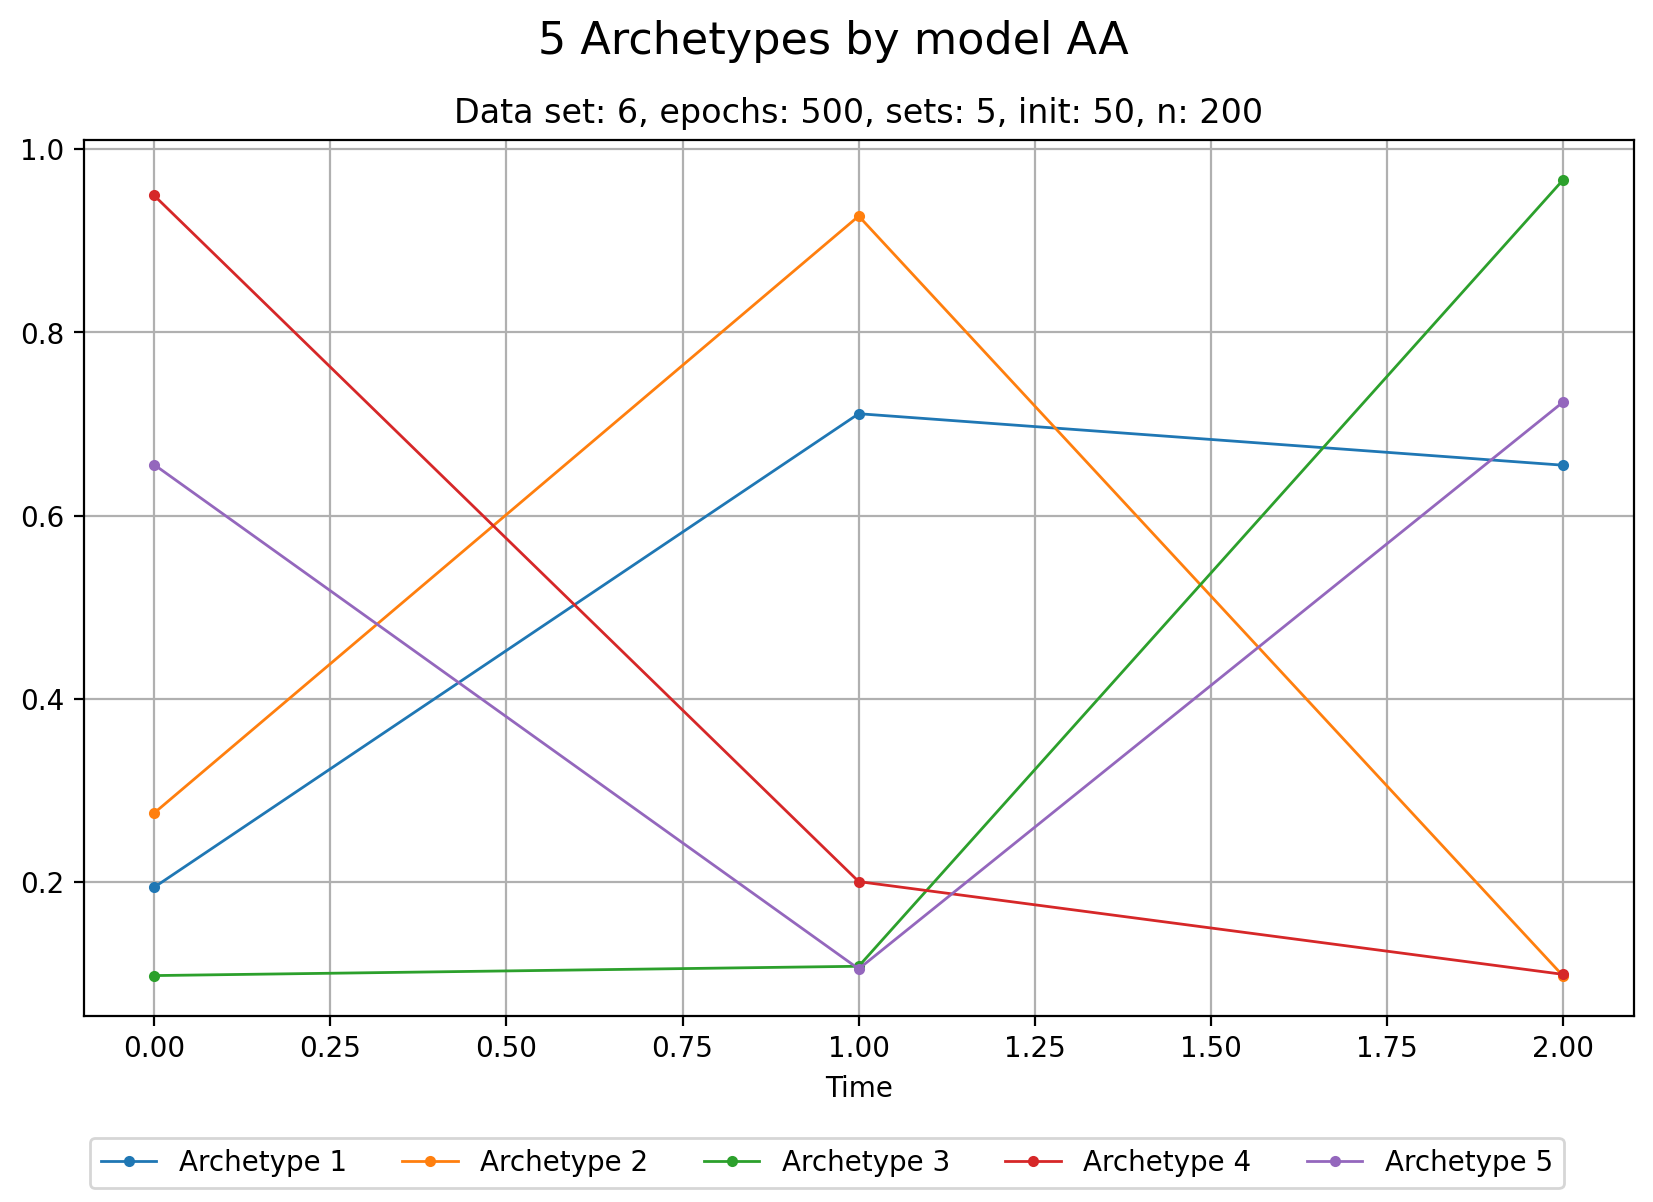 5 Archetypes by model AA
Data set: 6, epochs: 500, sets: 5, init: 50, n: 200
1.0
0.8
0.6
0.4
0.2
0.00 0.25 0.50 0.75 1.00 1.25 1.50 1.75 2.00
Time
Archetype 1 Archetype 2 Archetype 3 Archetype 4 Archetype 5